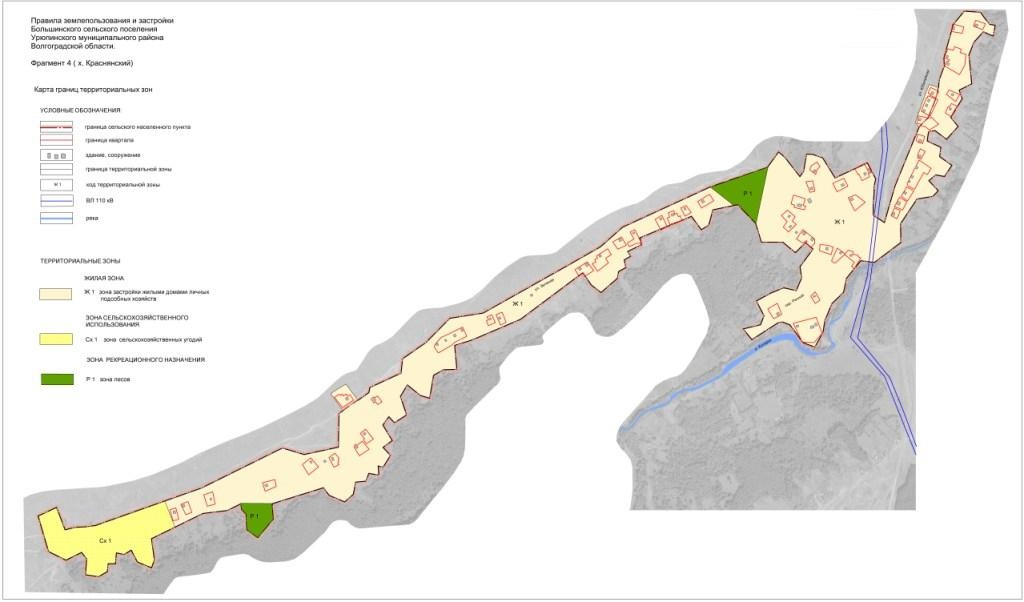 Правила землепользования и застройки
Большинского сельского поселения
Урюпинского муниципального района
Волгоградской области.
Фрагмент 4 ( х. Краснянский)
Карта границ территориальных зон
УСЛОВНЫЕ ОБОЗНАЧЕНИЯ
граница сельского населенного пункта
граница квартала
здание, сооружение
граница территориальной зоны
Ж 1
код территориальной зоны
ВЛ 110 кВ
река
ТЕРРИТОРИАЛЬНЫЕ ЗОНЫ
ЖИЛАЯ ЗОНА
Ж 1 зона застройки жилыми домами личных
подсобных хозяйств
ЗОНА СЕЛЬСКОХОЗЯЙСТВЕННОГО
ИСПОЛЬЗОВАНИЯ
Сх 1 зона сельскохозяйственных угодий
ЗОНА РЕКРЕАЦИОННОГО НАЗНАЧЕНИЯ
Р 1 зона лесов
Р 1
Ж 1
Ж 1
Р 1
Сх 1